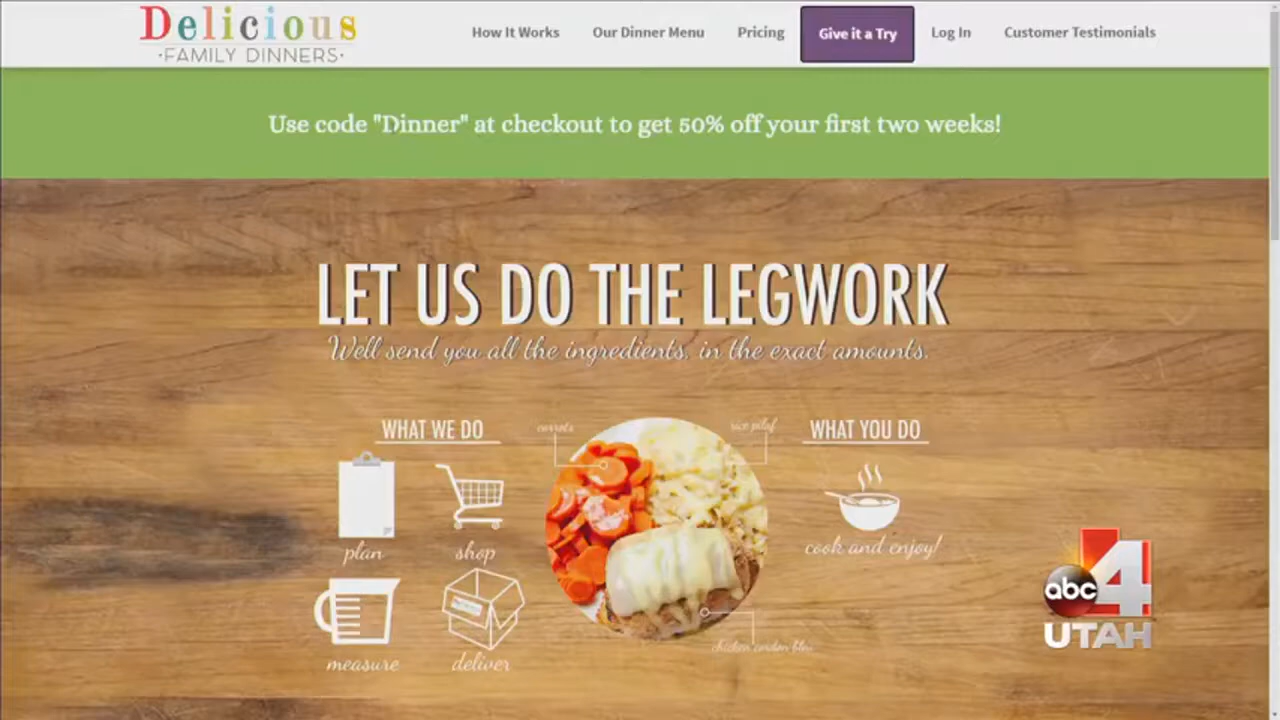 Delicious
·FAMILY DINNERS·
How It Works
Our Dinner Menu
Pricing
Give it a Try
Log In
Customer Testimonials
Use code "Dinner" at checkout to get 50% off your first two weeks!
LET US DO THE LEGWORK
We'll send you all the ingredients, in the exact amounts.
WHAT WE DO
carrots
rice pilaf
WHAT YOU DO
plan
shop
cook and enjoy!
measure
deliver
chicken cordon bleu
abc 4
UTAH